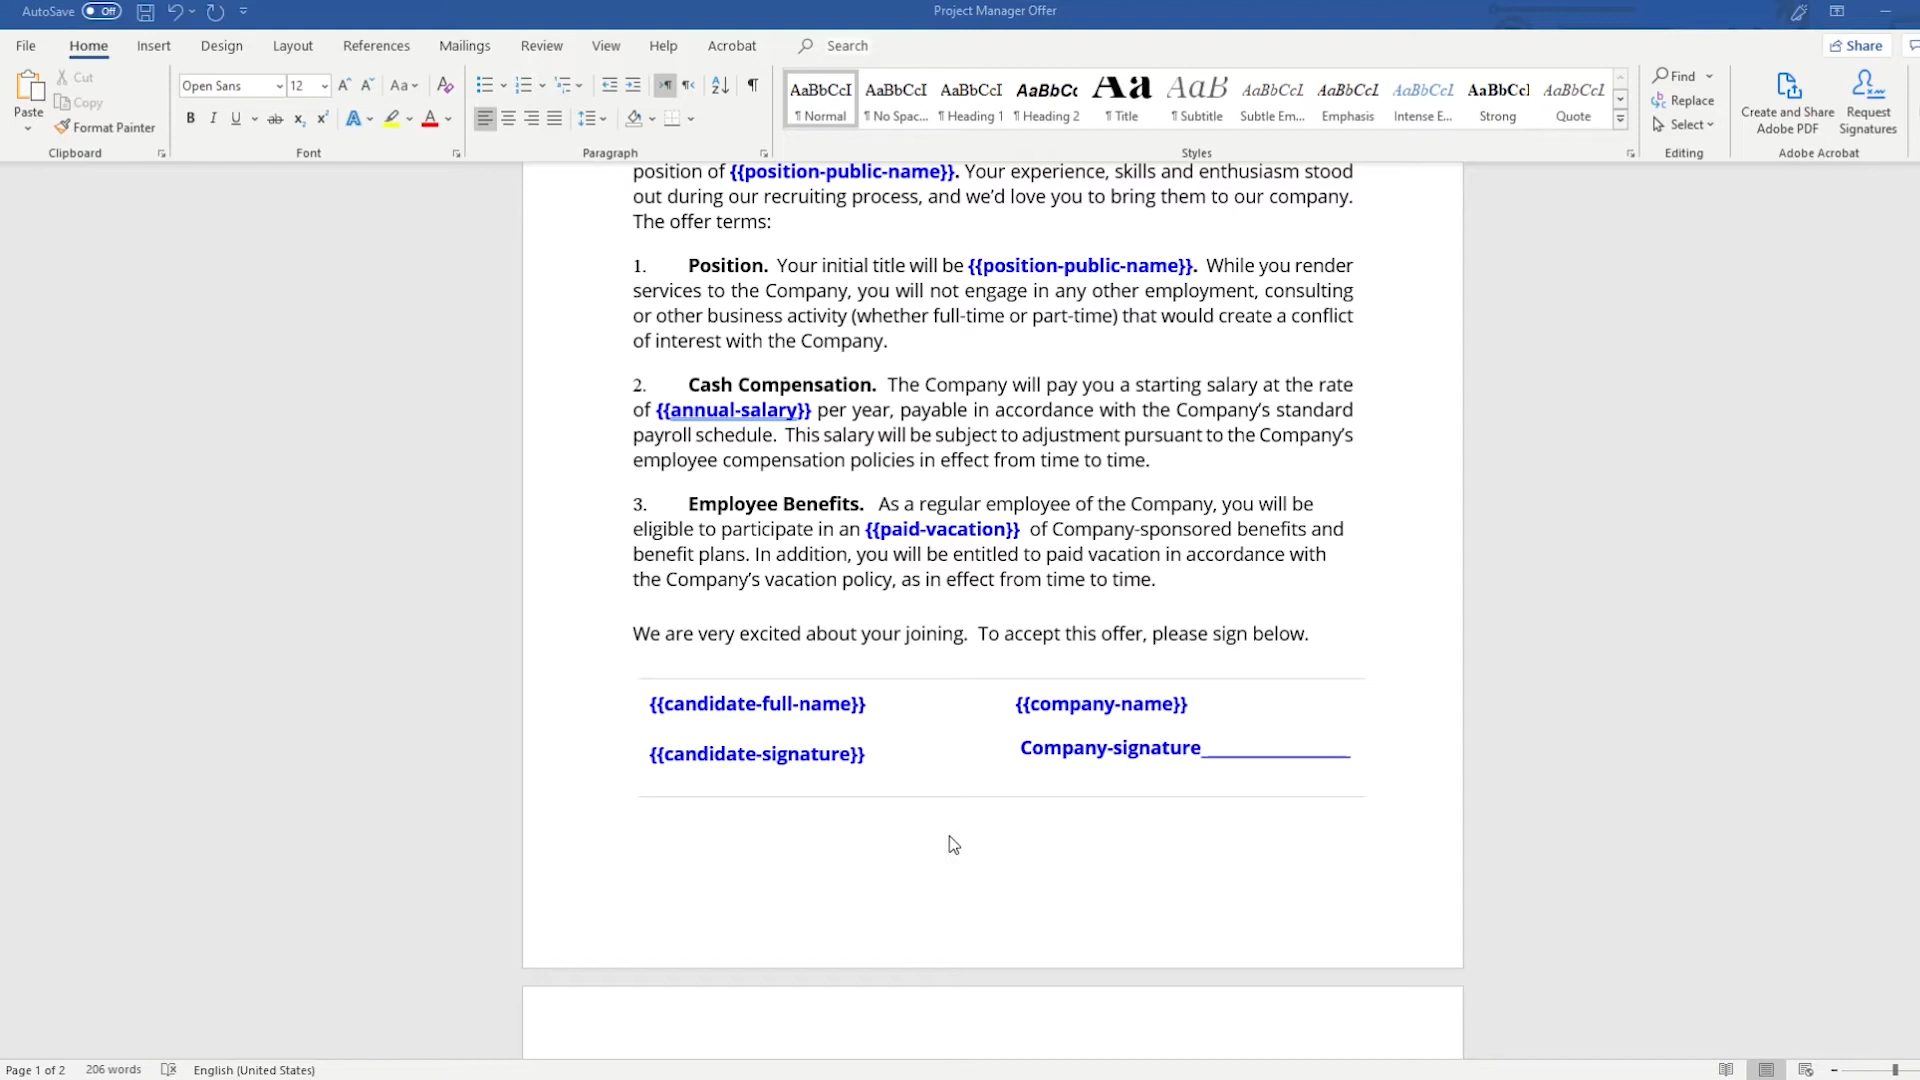 AutoSave Off
Project Manager Offer
File Home Insert Design Layout References Mailings Review View Help Acrobat Search Share
Paste Cut
Copy
Format Painter
Clipboard
Open Sans 12
Font
Paragraph
AaBbCcI AaBbCcI AaBbCcI AaBbCc Aa AaB AaBbCcL AaBbCcL AaBbCcL AaBbCcI AaBbCcL
¶ Normal ¶ No Spac... ¶ Heading 1 ¶ Heading 2 ¶ Title ¶ Subtitle Subtle Em... Emphasis Intense E... Strong Quote
Styles
Find
Replace
Select
Editing
Create and Share Adobe PDF
Request Signatures
Adobe Acrobat
position of {{position-public-name}}. Your experience, skills and enthusiasm stood
out during our recruiting process, and we’d love you to bring them to our company.
The offer terms:
1. Position. Your initial title will be {{position-public-name}}. While you render
services to the Company, you will not engage in any other employment, consulting
or other business activity (whether full-time or part-time) that would create a conflict
of interest with the Company.
2. Cash Compensation. The Company will pay you a starting salary at the rate
of {{annual-salary}} per year, payable in accordance with the Company’s standard
payroll schedule. This salary will be subject to adjustment pursuant to the Company’s
employee compensation policies in effect from time to time.
3. Employee Benefits. As a regular employee of the Company, you will be
eligible to participate in an {{paid-vacation}} of Company-sponsored benefits and
benefit plans. In addition, you will be entitled to paid vacation in accordance with
the Company’s vacation policy, as in effect from time to time.
We are very excited about your joining. To accept this offer, please sign below.
{{candidate-full-name}} {{company-name}}
{{candidate-signature}} Company-signature_______________
Page 1 of 2 206 words English (United States)